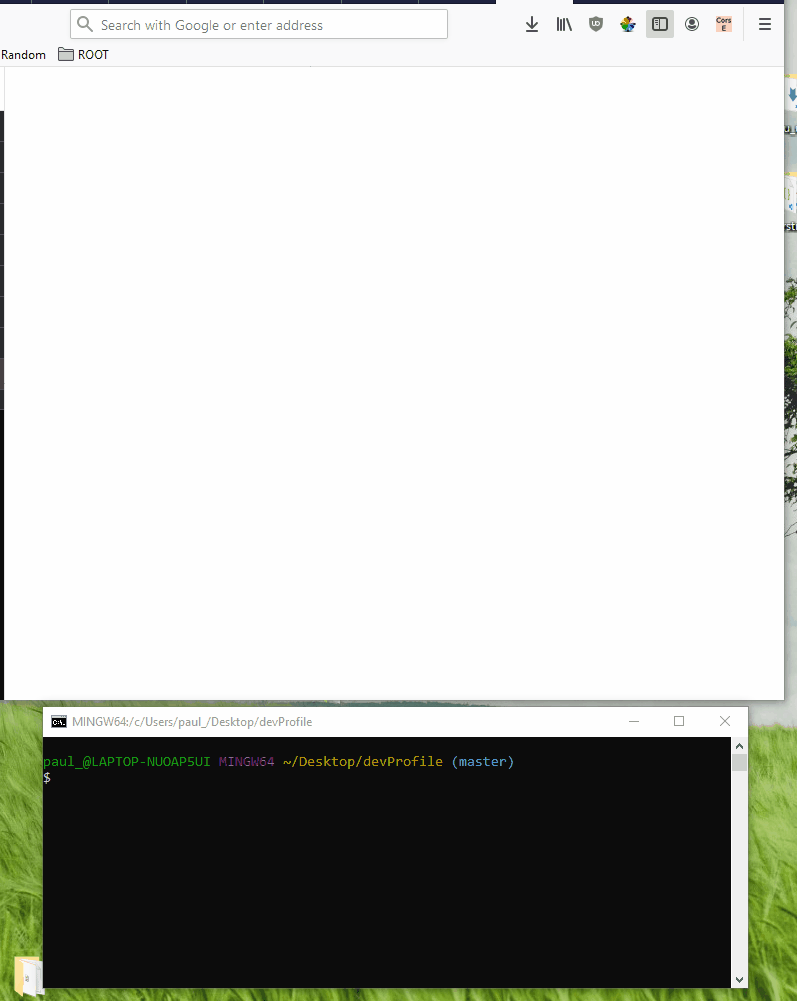 Search with Google or enter address
Cors
E
Random
ROOT
MINGW64:/c/Users/paul_/Desktop/devProfile
paul_@LAPTOP-NUOAP5UI MINGW64 ~/Desktop/devProfile (master)
$